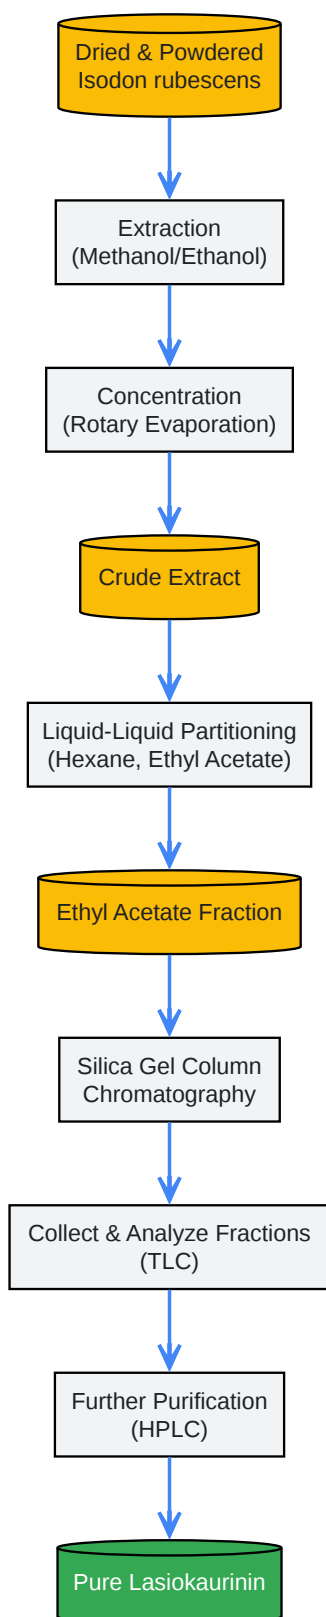 Dried & Powdered
Isodon rubescens
Extraction
(Methanol/Ethanol)
Concentration
(Rotary Evaporation)
Crude Extract
Liquid-Liquid Partitioning
(Hexane, Ethyl Acetate)
Ethyl Acetate Fraction
Silica Gel Column
Chromatography
Collect & Analyze Fractions
(TLC)
Further Purification
(HPLC)
Pure Lasiokaurinin